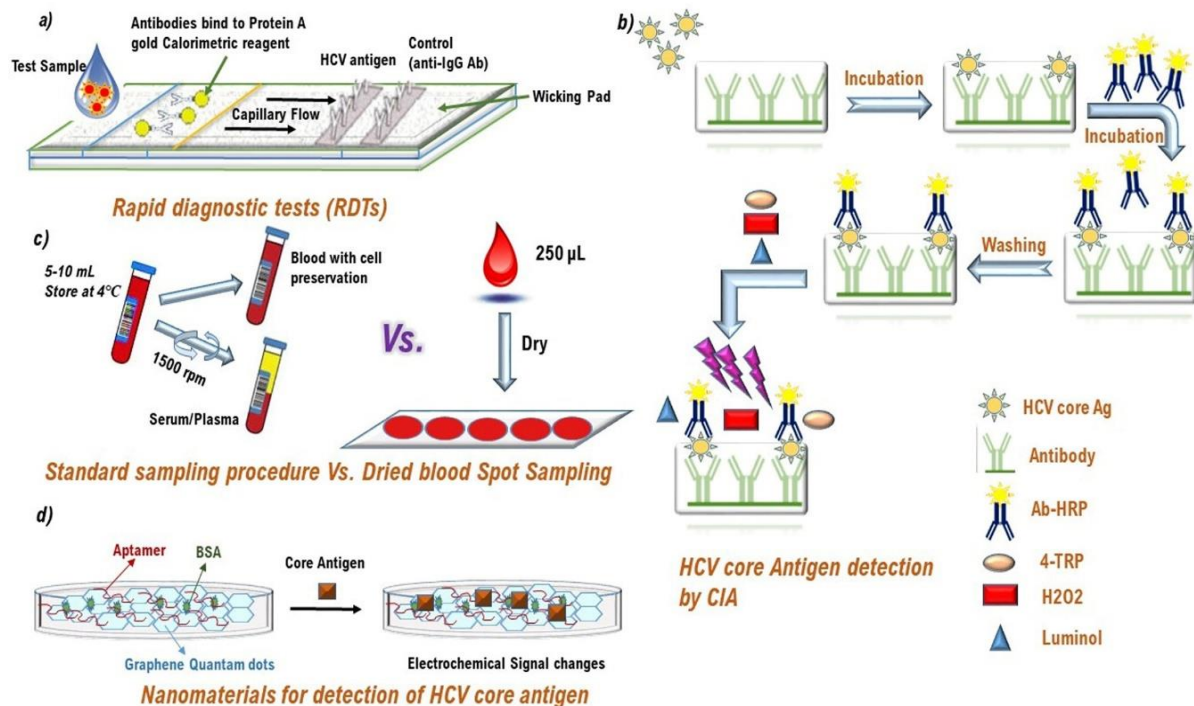 a)
Antibodies bind to Protein A
gold Calorimetric reagent
Test Sample
HCV antigen
Control
(anti-IgG Ab)
Wicking Pad
Capillary Flow
Rapid diagnostic tests (RDTs)
b)
Incubation
Incubation
Washing
HCV core Ag
Antibody
Ab-HRP
4-TRP
H2O2
Luminol
HCV core Antigen detection
by CIA
c)
5-10 mL
Store at 4°C
Blood with cell
preservation
1500 rpm
Serum/Plasma
Vs.
250 µL
Dry
Standard sampling procedure Vs. Dried blood Spot Sampling
d)
Aptamer
BSA
Core Antigen
Graphene Quantam dots
Electrochemical Signal changes
Nanomaterials for detection of HCV core antigen